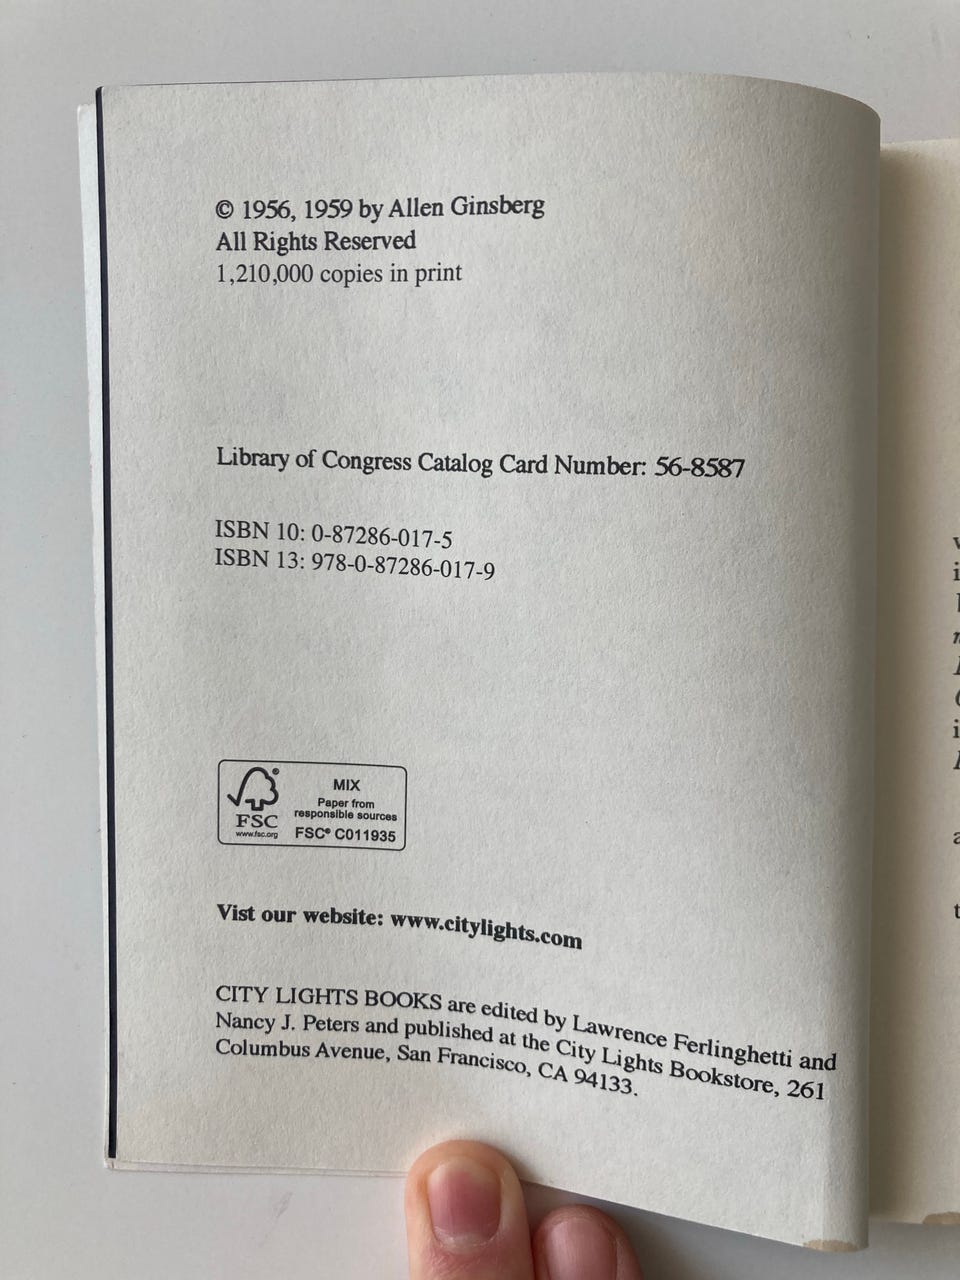 © 1956, 1959 by Allen Ginsberg
All Rights Reserved
1,210,000 copies in print
Library of Congress Catalog Card Number: 56-8587
ISBN 10: 0-87286-017-5
ISBN 13: 978-0-87286-017-9
FSC
www.fsc.org
MIX
Paper from
responsible sources
FSC® C011935
Vist our website: www.citylights.com
CITY LIGHTS BOOKS are edited by Lawrence Ferlinghetti and
Nancy J. Peters and published at the City Lights Bookstore, 261
Columbus Avenue, San Francisco, CA 94133.